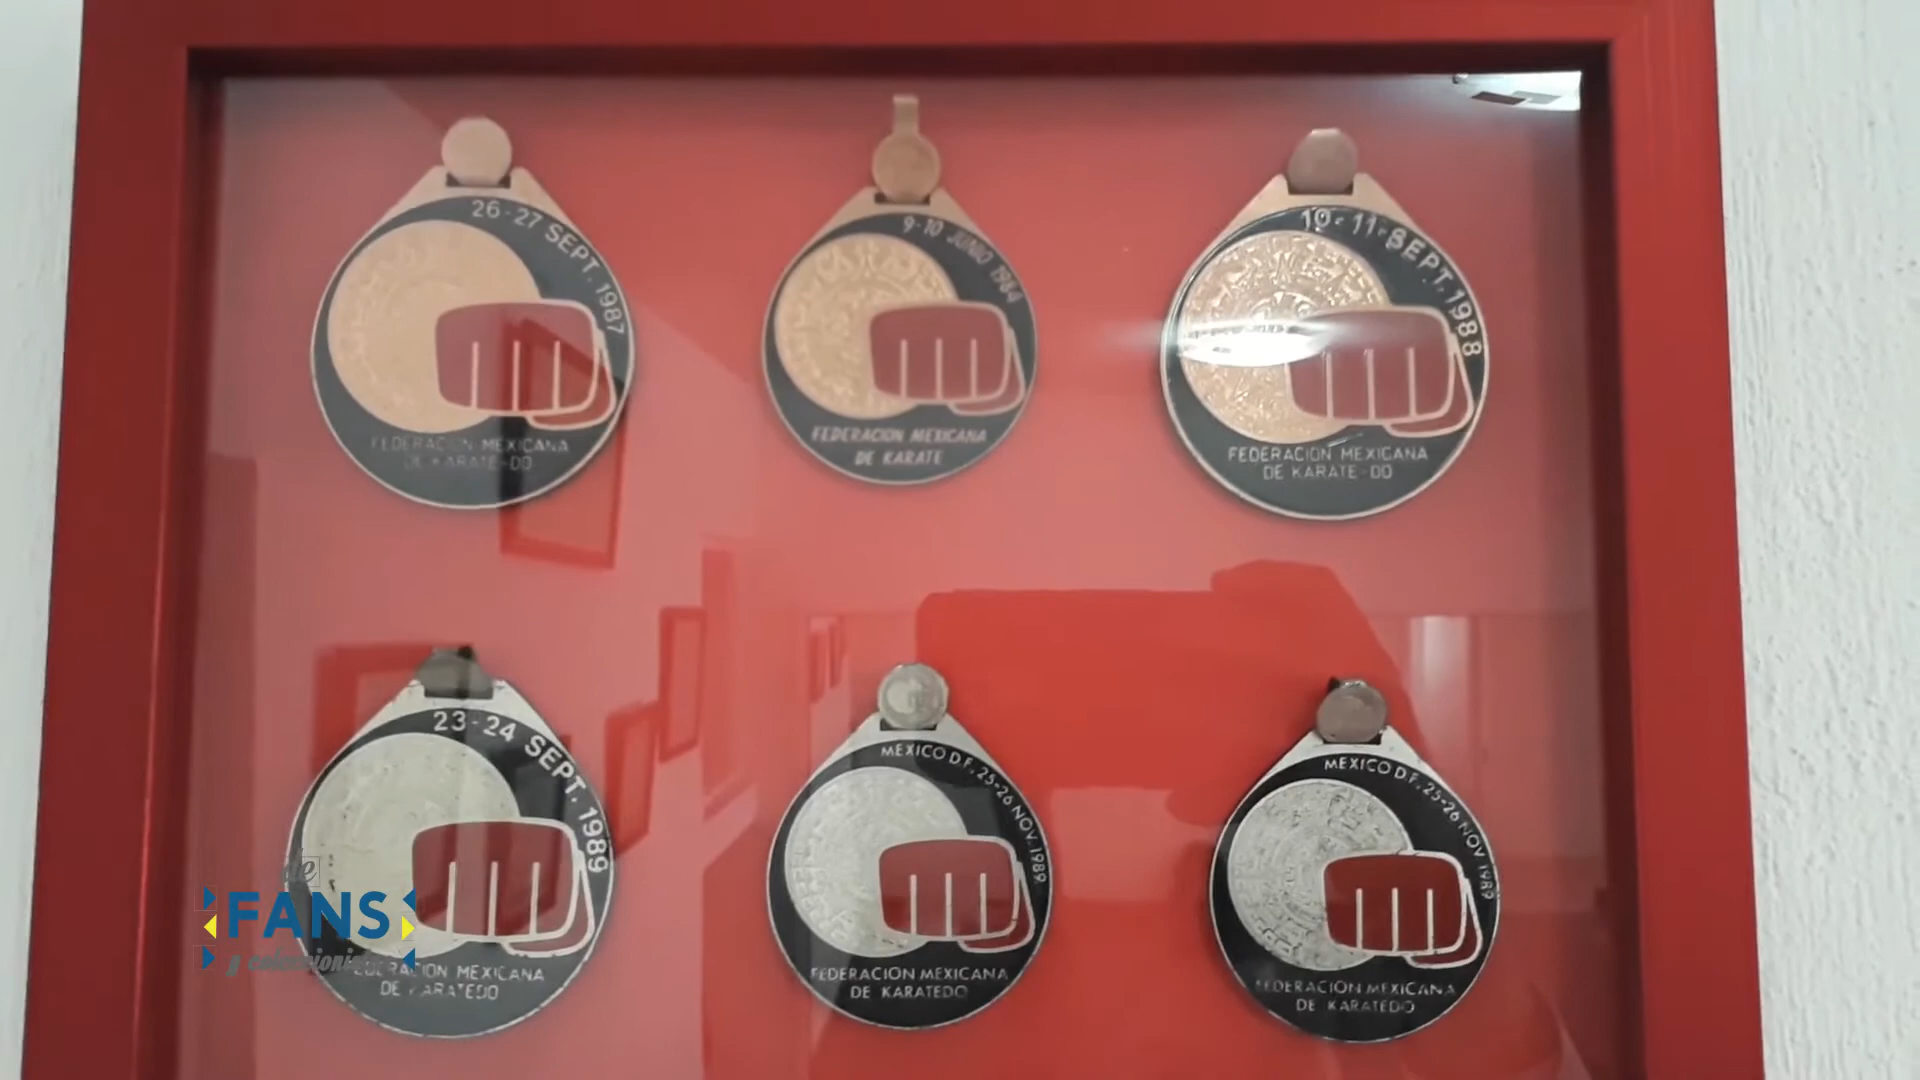 26-27 SEPT. 1987
FEDERACION MEXICANA
DE KARATE-DO
9-10 JUNIO 1984
FEDERACION MEXICANA
DE KARATE
10-11-SEPT. 1988
FEDERACION MEXICANA
DE KARATE-DO
23-24 SEPT. 1989
FEDERACION MEXICANA
DE KARATEDO
MEXICO D.F. 25-26 NOV. 1989
FEDERACION MEXICANA
DE KARATEDO
MEXICO D.F. 25-26 NOV 1989
FEDERACION MEXICANA
DE KARATEDO
de
FANS
y coleccionistas